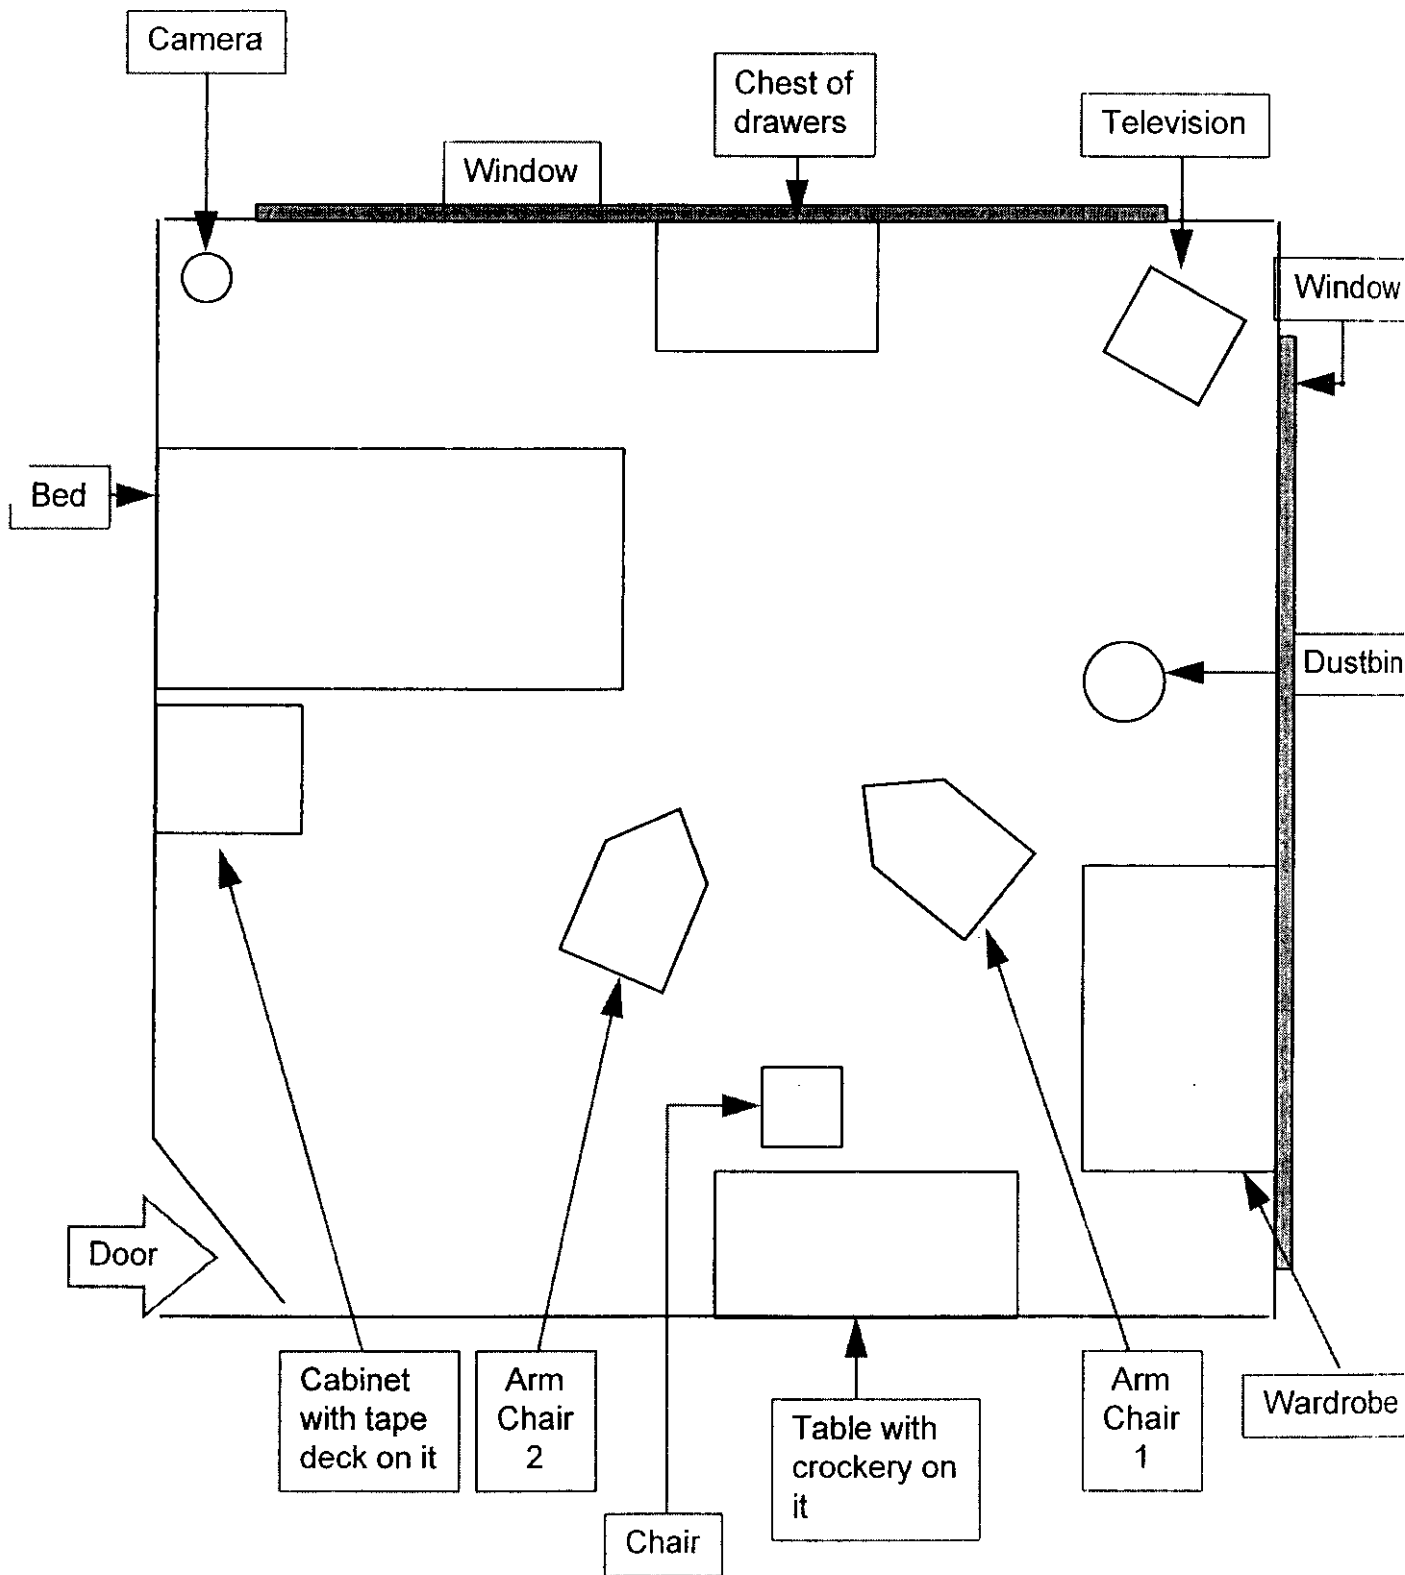 Camera
Chest of
drawers
Television
Window
Window
Bed
Dustbin
Door
Cabinet
with tape
deck on it
Arm
Chair
2
Table with
crockery on
it
Arm
Chair
1
Wardrobe
Chair